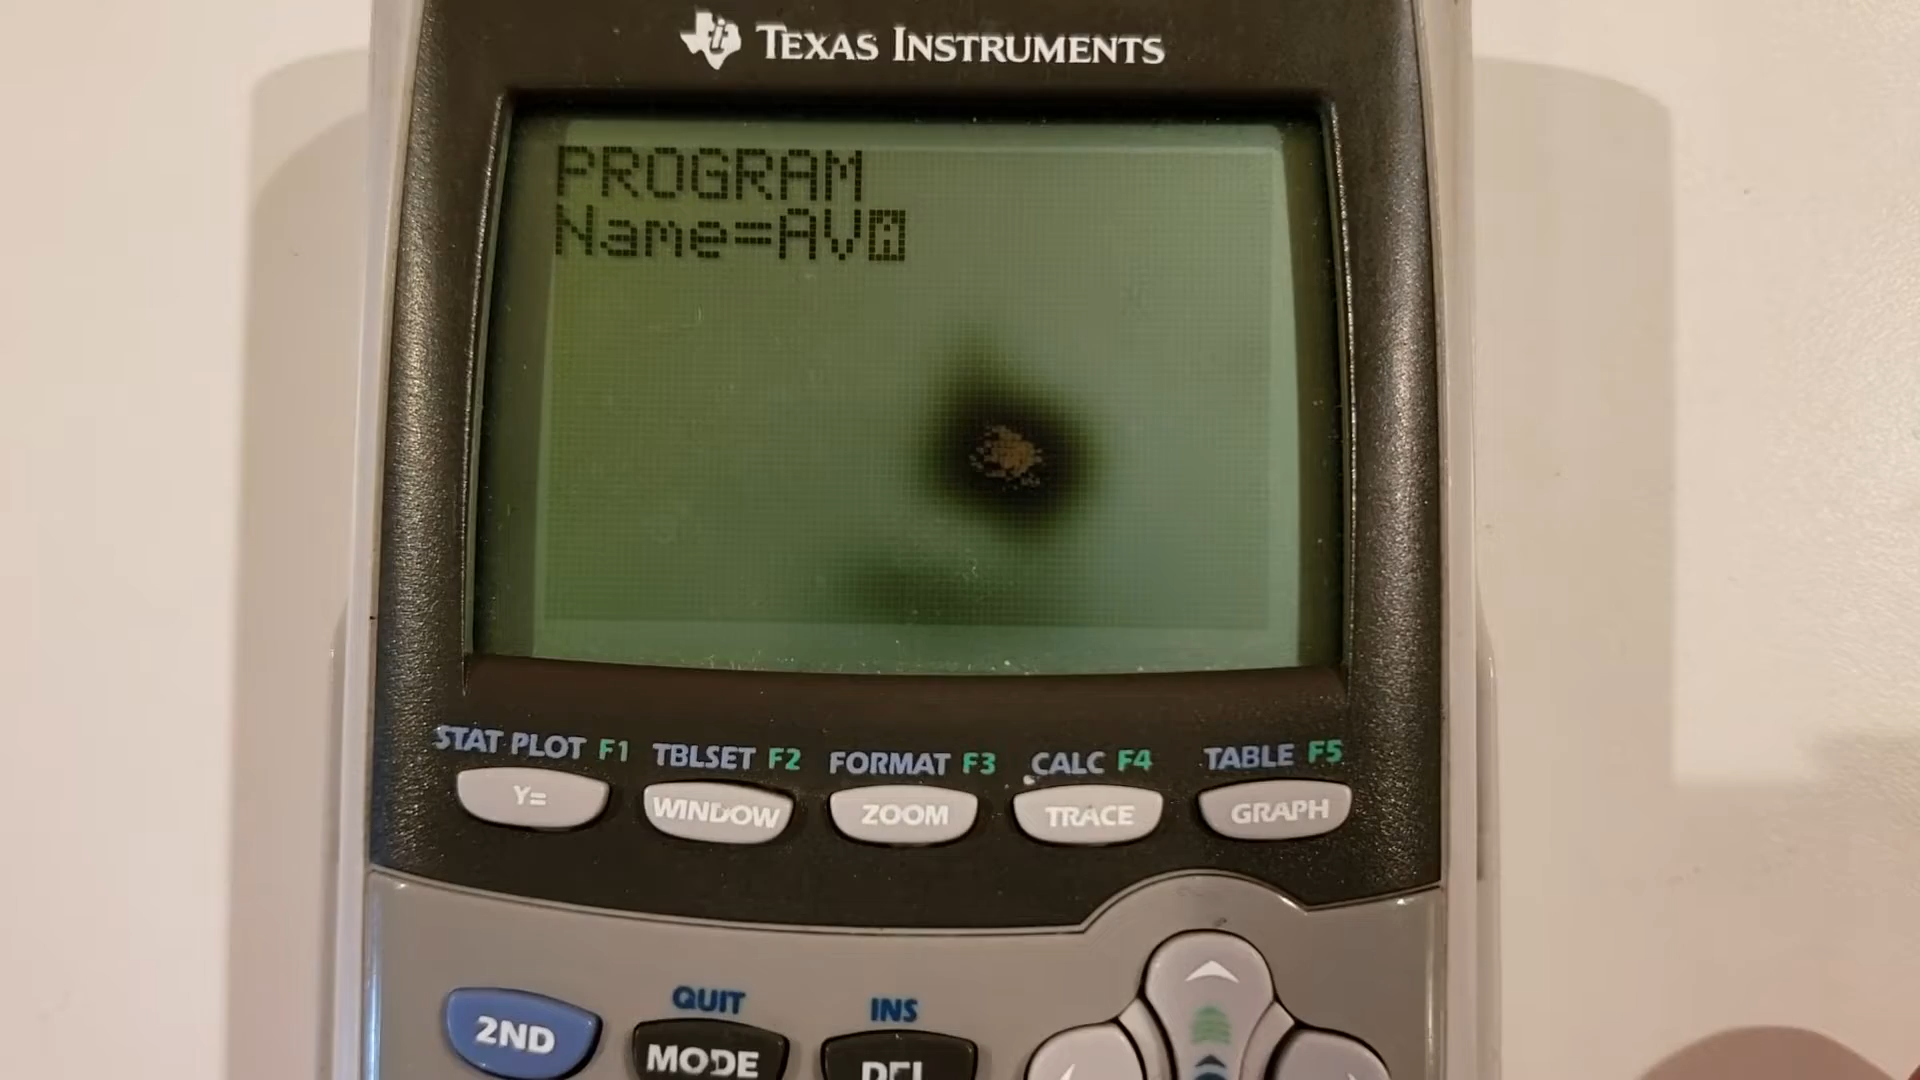 TEXAS INSTRUMENTS
PROGRAM
Name=AV
STAT PLOT F1 TBLSET F2 FORMAT F3 CALC F4 TABLE F5
Y= WINDOW ZOOM TRACE GRAPH
QUIT INS
2ND MODE DEL